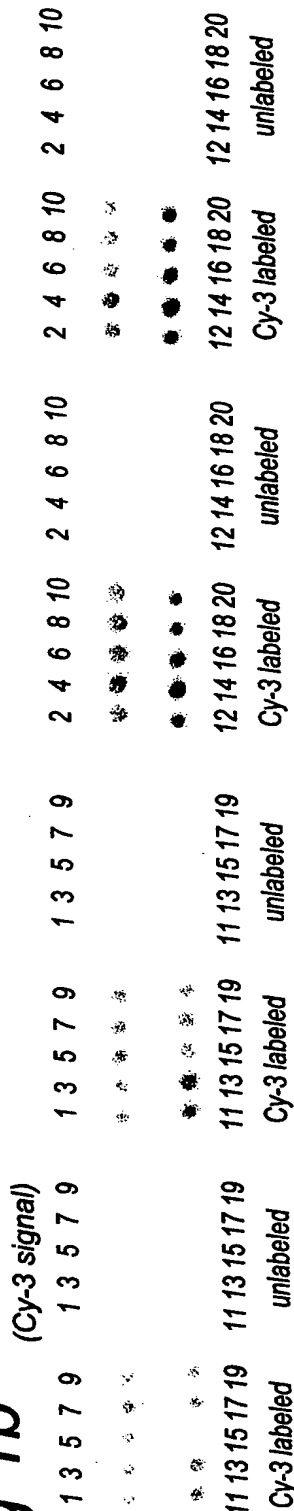 (Cy-3 signal)
1 3 5 7 9 1 3 5 7 9 1 3 5 7 9 1 3 5 7 9 2 4 6 8 10 2 4 6 8 10 2 4 6 8 10 2 4 6 8 10
11 13 15 17 19 11 13 15 17 19 11 13 15 17 19 11 13 15 17 19 12 14 16 18 20 12 14 16 18 20 12 14 16 18 20 12 14 16 18 20
Cy-3 labeled unlabeled Cy-3 labeled unlabeled Cy-3 labeled unlabeled Cy-3 labeled unlabeled